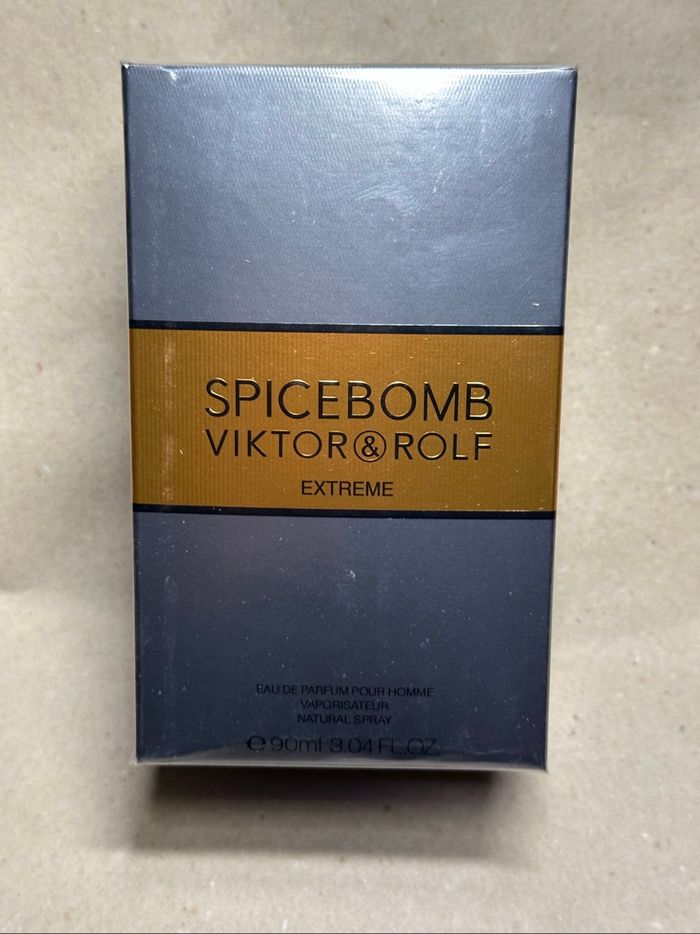 SPICEBOMB
VIKTOR&ROLF
EXTREME
EAU DE PARFUM POUR HOMME
VAPORISATEUR
NATURAL SPRAY
e 90ml 3.04 FL.OZ.